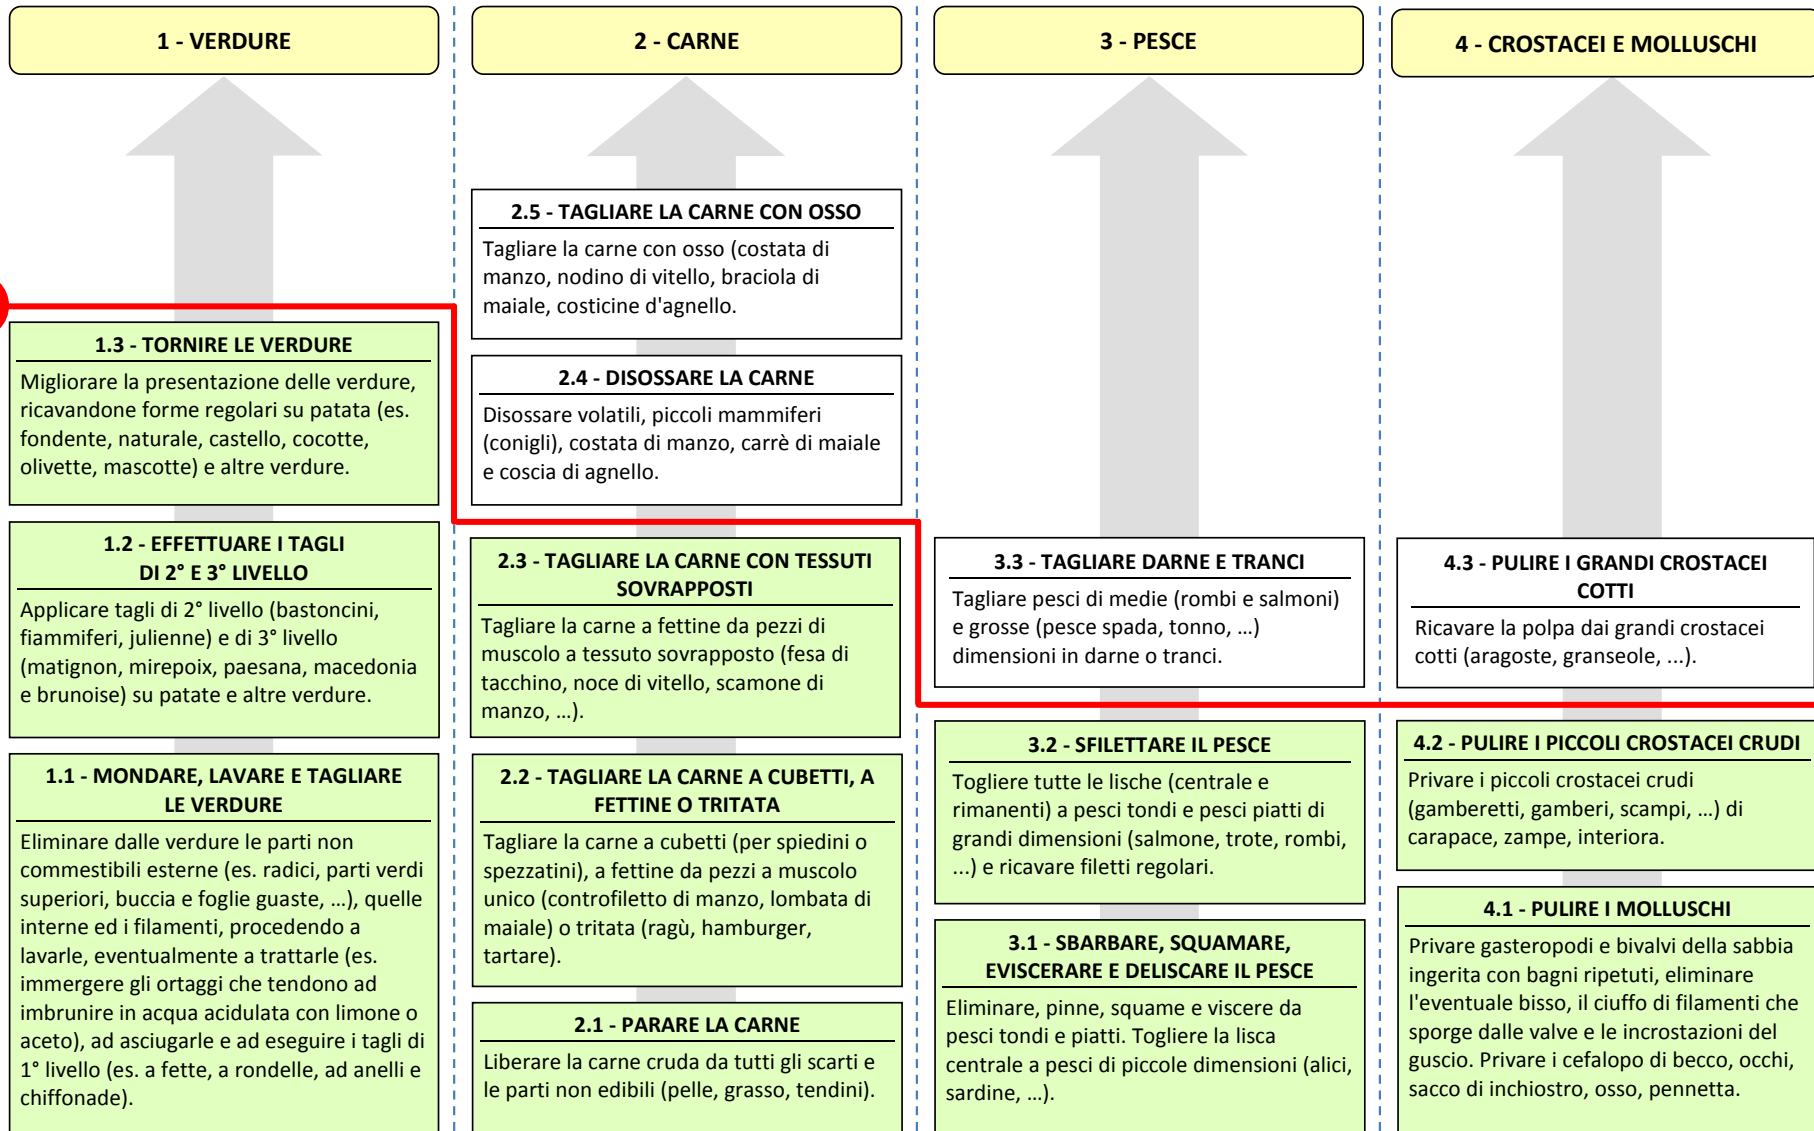 1 - VERDURE
1.3 - TORNIRE LE VERDURE
Migliorare la presentazione delle verdure,
ricavandone forme regolari su patata (es.
fondente, naturale, castello, cocotte,
olivette, mascotte) e altre verdure.
1.2 - EFFETTUARE I TAGLI
DI 2° E 3° LIVELLO
Applicare tagli di 2° livello (bastoncini,
fiammiferi, julienne) e di 3° livello
(matignon, mirepoix, paesana, macedonia
e brunoise) su patate e altre verdure.
1.1 - MONDARE, LAVARE E TAGLIARE
LE VERDURE
Eliminare dalle verdure le parti non
commestibili esterne (es. radici, parti verdi
superiori, buccia e foglie guaste, ...), quelle
interne ed i filamenti, procedendo a
lavarle, eventualmente a trattarle (es.
immergere gli ortaggi che tendono ad
imbrunire in acqua acidulata con limone o
aceto), ad asciugarle e ad eseguire i tagli di
1° livello (es. a fette, a rondelle, ad anelli e
chiffonade).
2 - CARNE
2.5 - TAGLIARE LA CARNE CON OSSO
Tagliare la carne con osso (costata di
manzo, nodino di vitello, braciola di
maiale, costicine d'agnello.
2.4 - DISOSSARE LA CARNE
Disossare volatili, piccoli mammiferi
(conigli), costata di manzo, carrè di maiale
e coscia di agnello.
2.3 - TAGLIARE LA CARNE CON TESSUTI
SOVRAPPOSTI
Tagliare la carne a fettine da pezzi di
muscolo a tessuto sovrapposto (fesa di
tacchino, noce di vitello, scamone di
manzo, ...).
2.2 - TAGLIARE LA CARNE A CUBETTI, A
FETTINE O TRITATA
Tagliare la carne a cubetti (per spiedini o
spezzatini), a fettine da pezzi a muscolo
unico (controfiletto di manzo, lombata di
maiale) o tritata (ragù, hamburger,
tartare).
2.1 - PARARE LA CARNE
Liberare la carne cruda da tutti gli scarti e
le parti non edibili (pelle, grasso, tendini).
3 - PESCE
3.3 - TAGLIARE DARNE E TRANCI
Tagliare pesci di medie (rombi e salmoni)
e grosse (pesce spada, tonno, ...)
dimensioni in darne o tranci.
3.2 - SFILETTARE IL PESCE
Togliere tutte le lische (centrale e
rimanenti) a pesci tondi e pesci piatti di
grandi dimensioni (salmone, trote, rombi,
...) e ricavare filetti regolari.
3.1 - SBARBARE, SQUAMARE,
EVISCERARE E DELISCARE IL PESCE
Eliminare, pinne, squame e viscere da
pesci tondi e piatti. Togliere la lisca
centrale a pesci di piccole dimensioni (alici,
sardine, ...).
4 - CROSTACEI E MOLLUSCHI
4.3 - PULIRE I GRANDI CROSTACEI
COTTI
Ricavare la polpa dai grandi crostacei
cotti (aragoste, granseole, ...).
4.2 - PULIRE I PICCOLI CROSTACEI CRUDI
Privare i piccoli crostacei crudi
(gamberetti, gamberi, scampi, ...) di
carapace, zampe, interiora.
4.1 - PULIRE I MOLLUSCHI
Privare gasteropodi e bivalvi della sabbia
ingerita con bagni ripetuti, eliminare
l'eventuale bisso, il ciuffo di filamenti che
sporge dalle valve e le incrostazioni del
guscio. Privare i cefalopo di becco, occhi,
sacco di inchiostro, osso, pennetta.